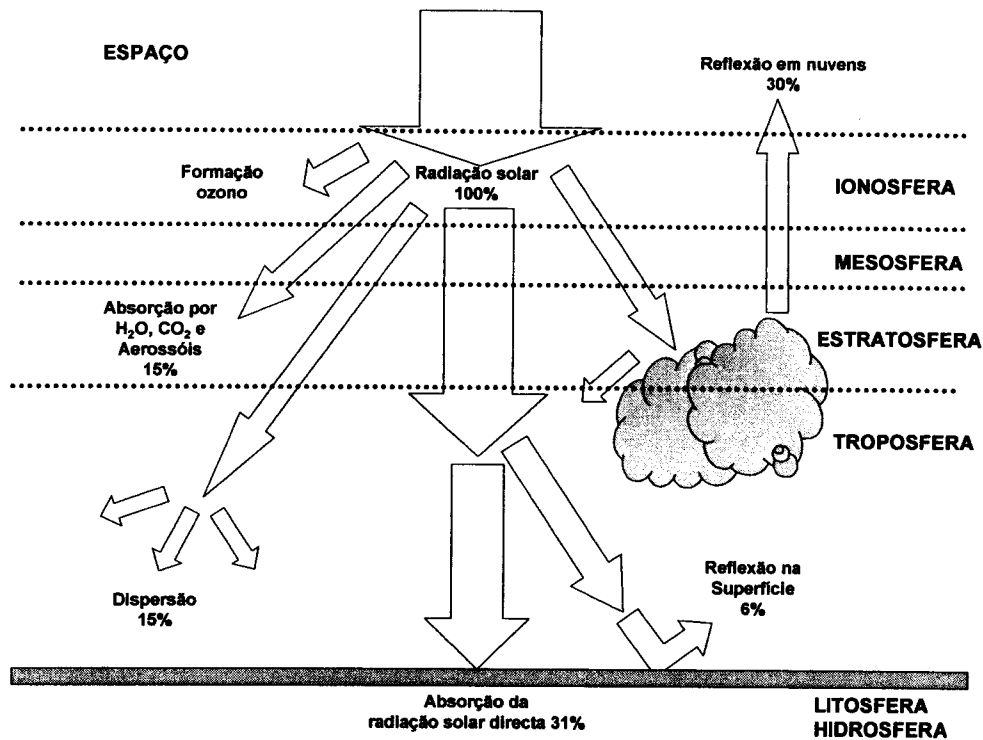 ESPAÇO
Reflexão em nuvens
30%
Formação
ozono
Radiação solar
100%
IONOSFERA
MESOSFERA
Absorção por
H₂O, CO₂ e
Aerossóis
15%
ESTRATOSFERA
TROPOSFERA
Dispersão
15%
Reflexão na
Superfície
6%
Absorção da
radiação solar directa 31%
LITOSFERA
HIDROSFERA